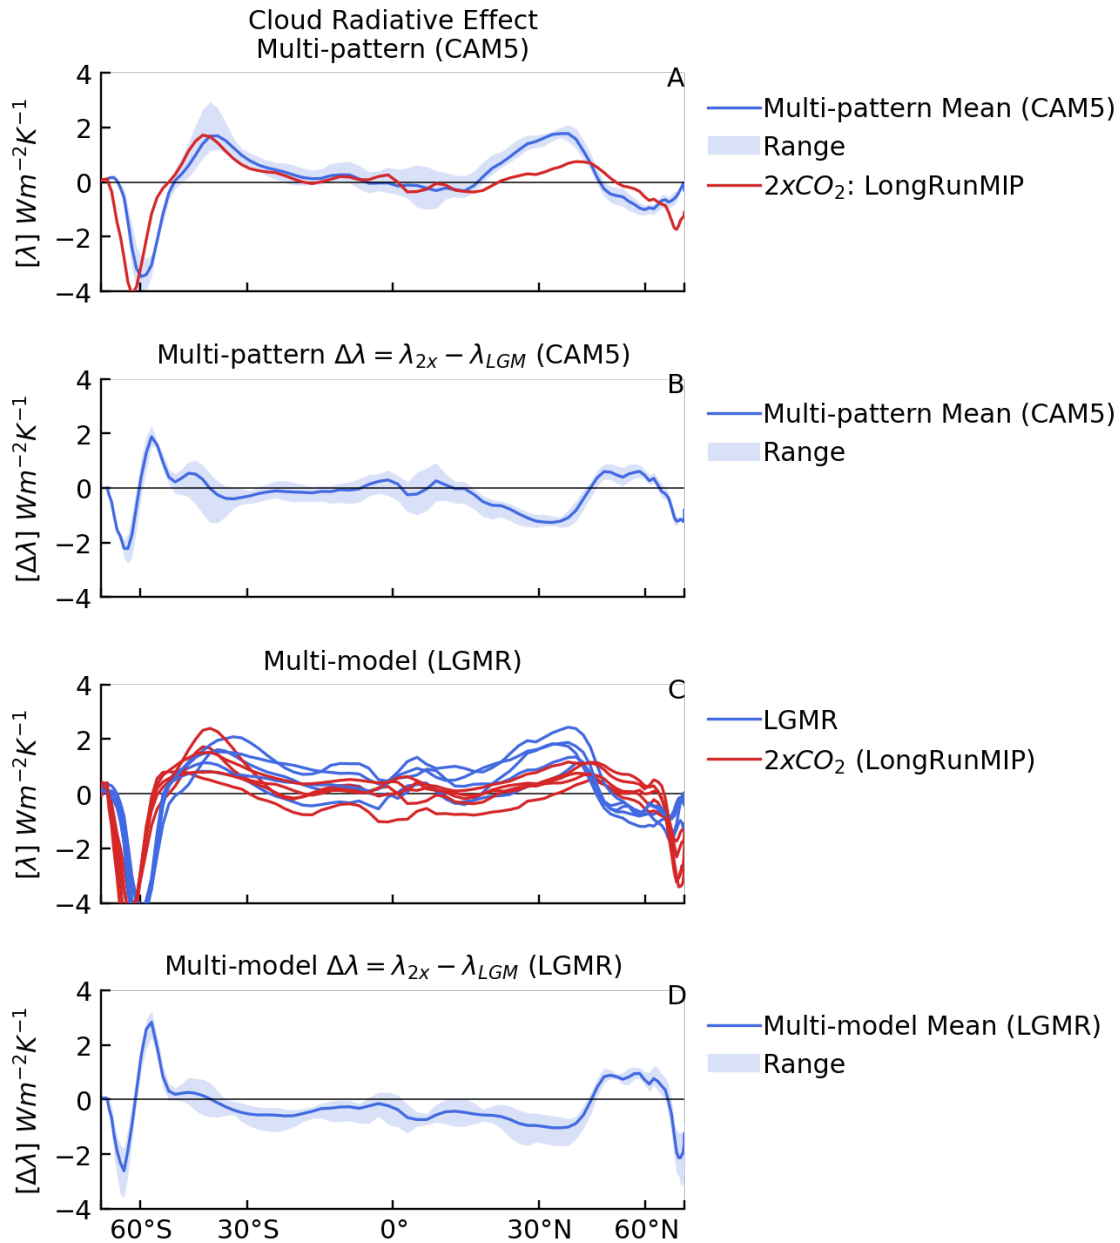 Cloud Radiative Effect
Multi-pattern (CAM5)
A
4
2
0
−2
−4
[λ] Wm⁻²K⁻¹
Multi-pattern Mean (CAM5)
Range
2xCO₂: LongRunMIP
Multi-pattern Δλ = λ₂ₓ − λ_LGM (CAM5)
B
4
2
0
−2
−4
[Δλ] Wm⁻²K⁻¹
Multi-pattern Mean (CAM5)
Range
Multi-model (LGMR)
C
4
2
0
−2
−4
[λ] Wm⁻²K⁻¹
LGMR
2xCO₂ (LongRunMIP)
Multi-model Δλ = λ₂ₓ − λ_LGM (LGMR)
D
4
2
0
−2
−4
[Δλ] Wm⁻²K⁻¹
Multi-model Mean (LGMR)
Range
60°S 30°S 0° 30°N 60°N